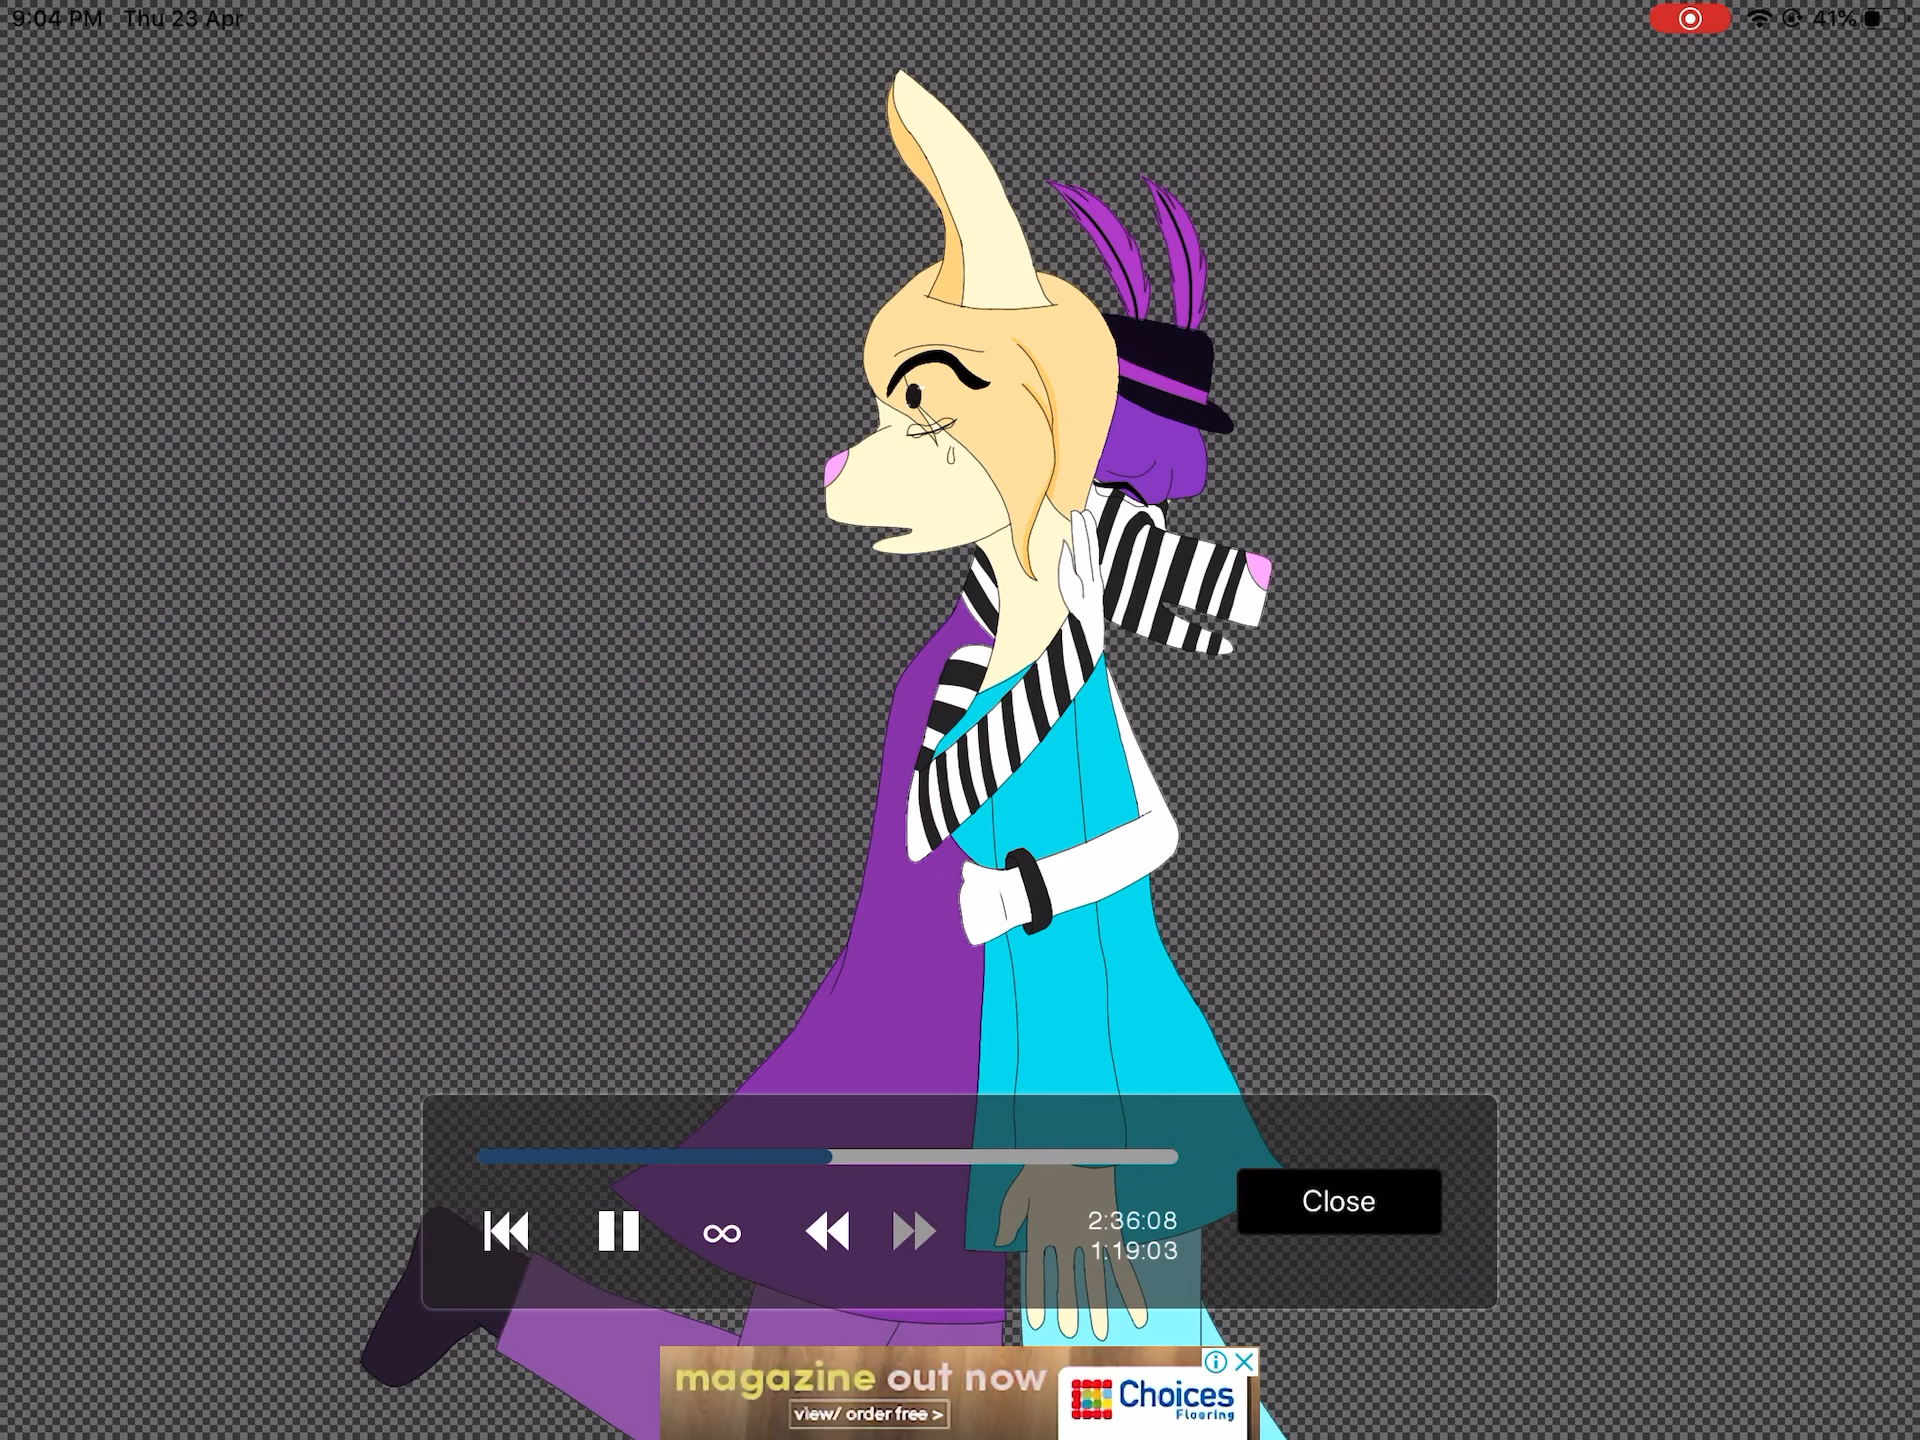 9:04 PM Thu 23 Apr
41%
2:36:08
1:19:03
Close
magazine out now
view/ order free >
Choices
Flooring